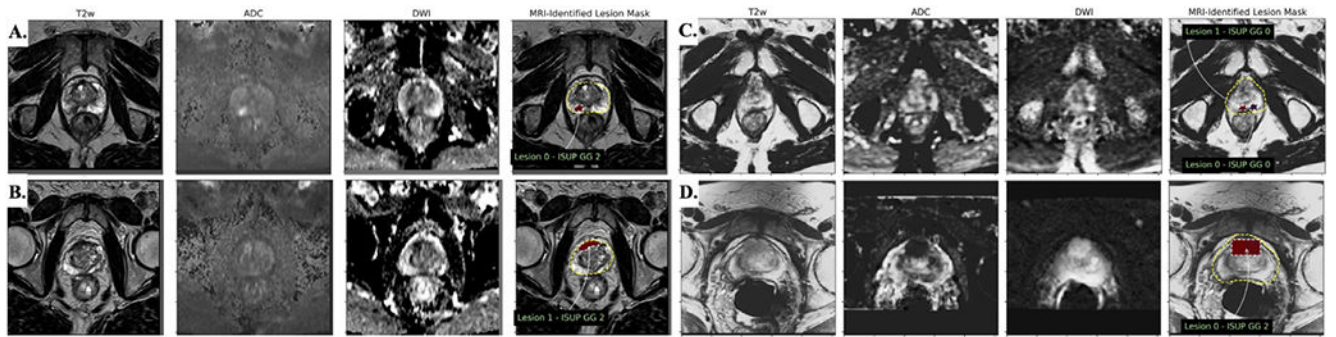 T2w ADC DWI MRI-Identified Lesion Mask
A.
Lesion 0 - ISUP GG 2
B.
Lesion 1 - ISUP GG 2
T2w ADC DWI MRI-Identified Lesion Mask
C.
Lesion 1 - ISUP GG 0
Lesion 0 - ISUP GG 0
D.
Lesion 0 - ISUP GG 2